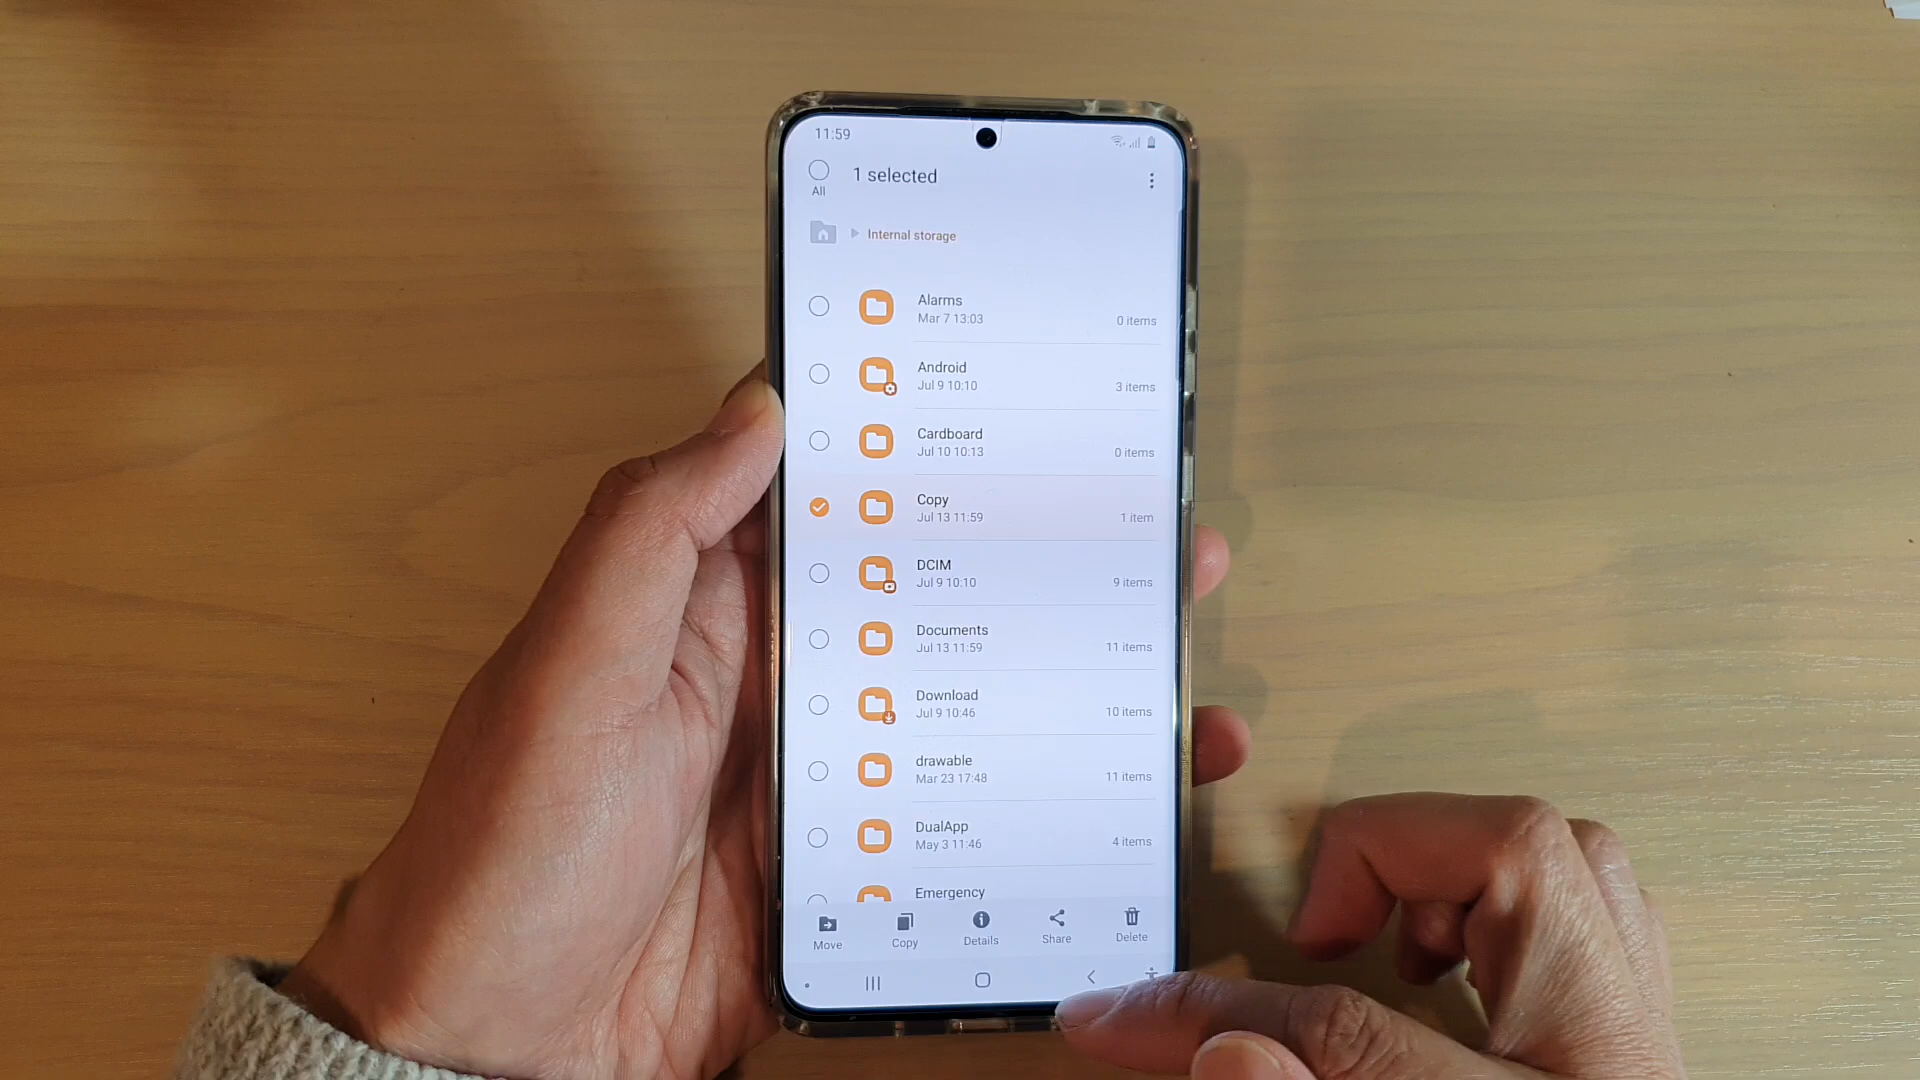 11:59
All
1 selected
Internal storage
Alarms
Mar 7 13:03
0 items
Android
Jul 9 10:10
3 items
Cardboard
Jul 10 10:13
0 items
Copy
Jul 13 11:59
1 item
DCIM
Jul 9 10:10
9 items
Documents
Jul 13 11:59
11 items
Download
Jul 9 10:46
10 items
drawable
Mar 23 17:48
11 items
DualApp
May 3 11:46
4 items
Emergency
Move
Copy
Details
Share
Delete